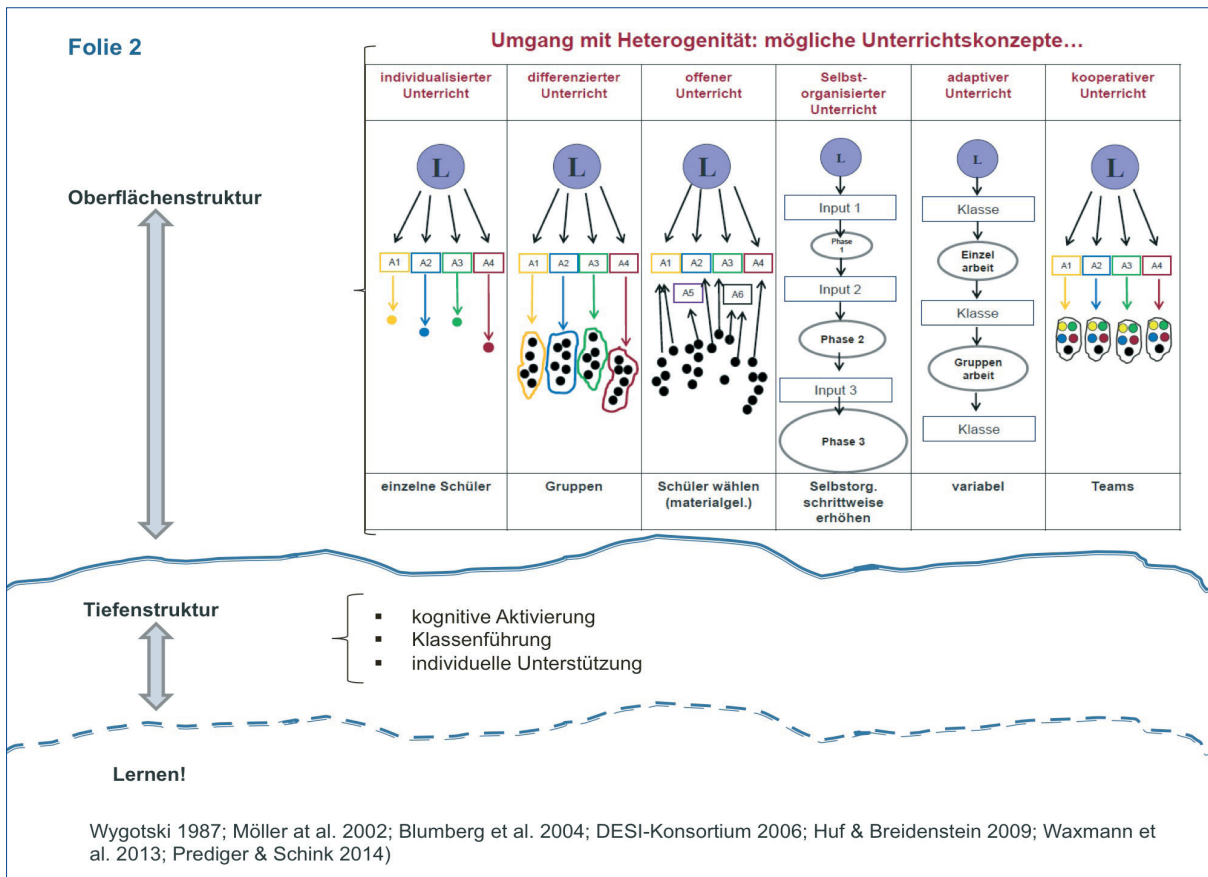 Folie 2
Umgang mit Heterogenität: mögliche Unterrichtskonzepte…
individualisierter
Unterricht
differenzierter
Unterricht
offener
Unterricht
Selbst-
organisierter
Unterricht
adaptiver
Unterricht
kooperativer
Unterricht
Oberflächenstruktur
L
A1 A2 A3 A4
L
A1 A2 A3 A4
L
A1 A2 A3 A4
A5 A6
L
Input 1
Phase
1
Input 2
Phase 2
Input 3
Phase 3
L
Klasse
Einzel
arbeit
Klasse
Gruppen
arbeit
Klasse
L
A1 A2 A3 A4
einzelne Schüler
Gruppen
Schüler wählen
(materialgel.)
Selbstorg.
schrittweise
erhöhen
variabel
Teams
Tiefenstruktur
▪ kognitive Aktivierung
▪ Klassenführung
▪ individuelle Unterstützung
Lernen!
Wygotski 1987; Möller at al. 2002; Blumberg et al. 2004; DESI-Konsortium 2006; Huf & Breidenstein 2009; Waxmann et
al. 2013; Prediger & Schink 2014)